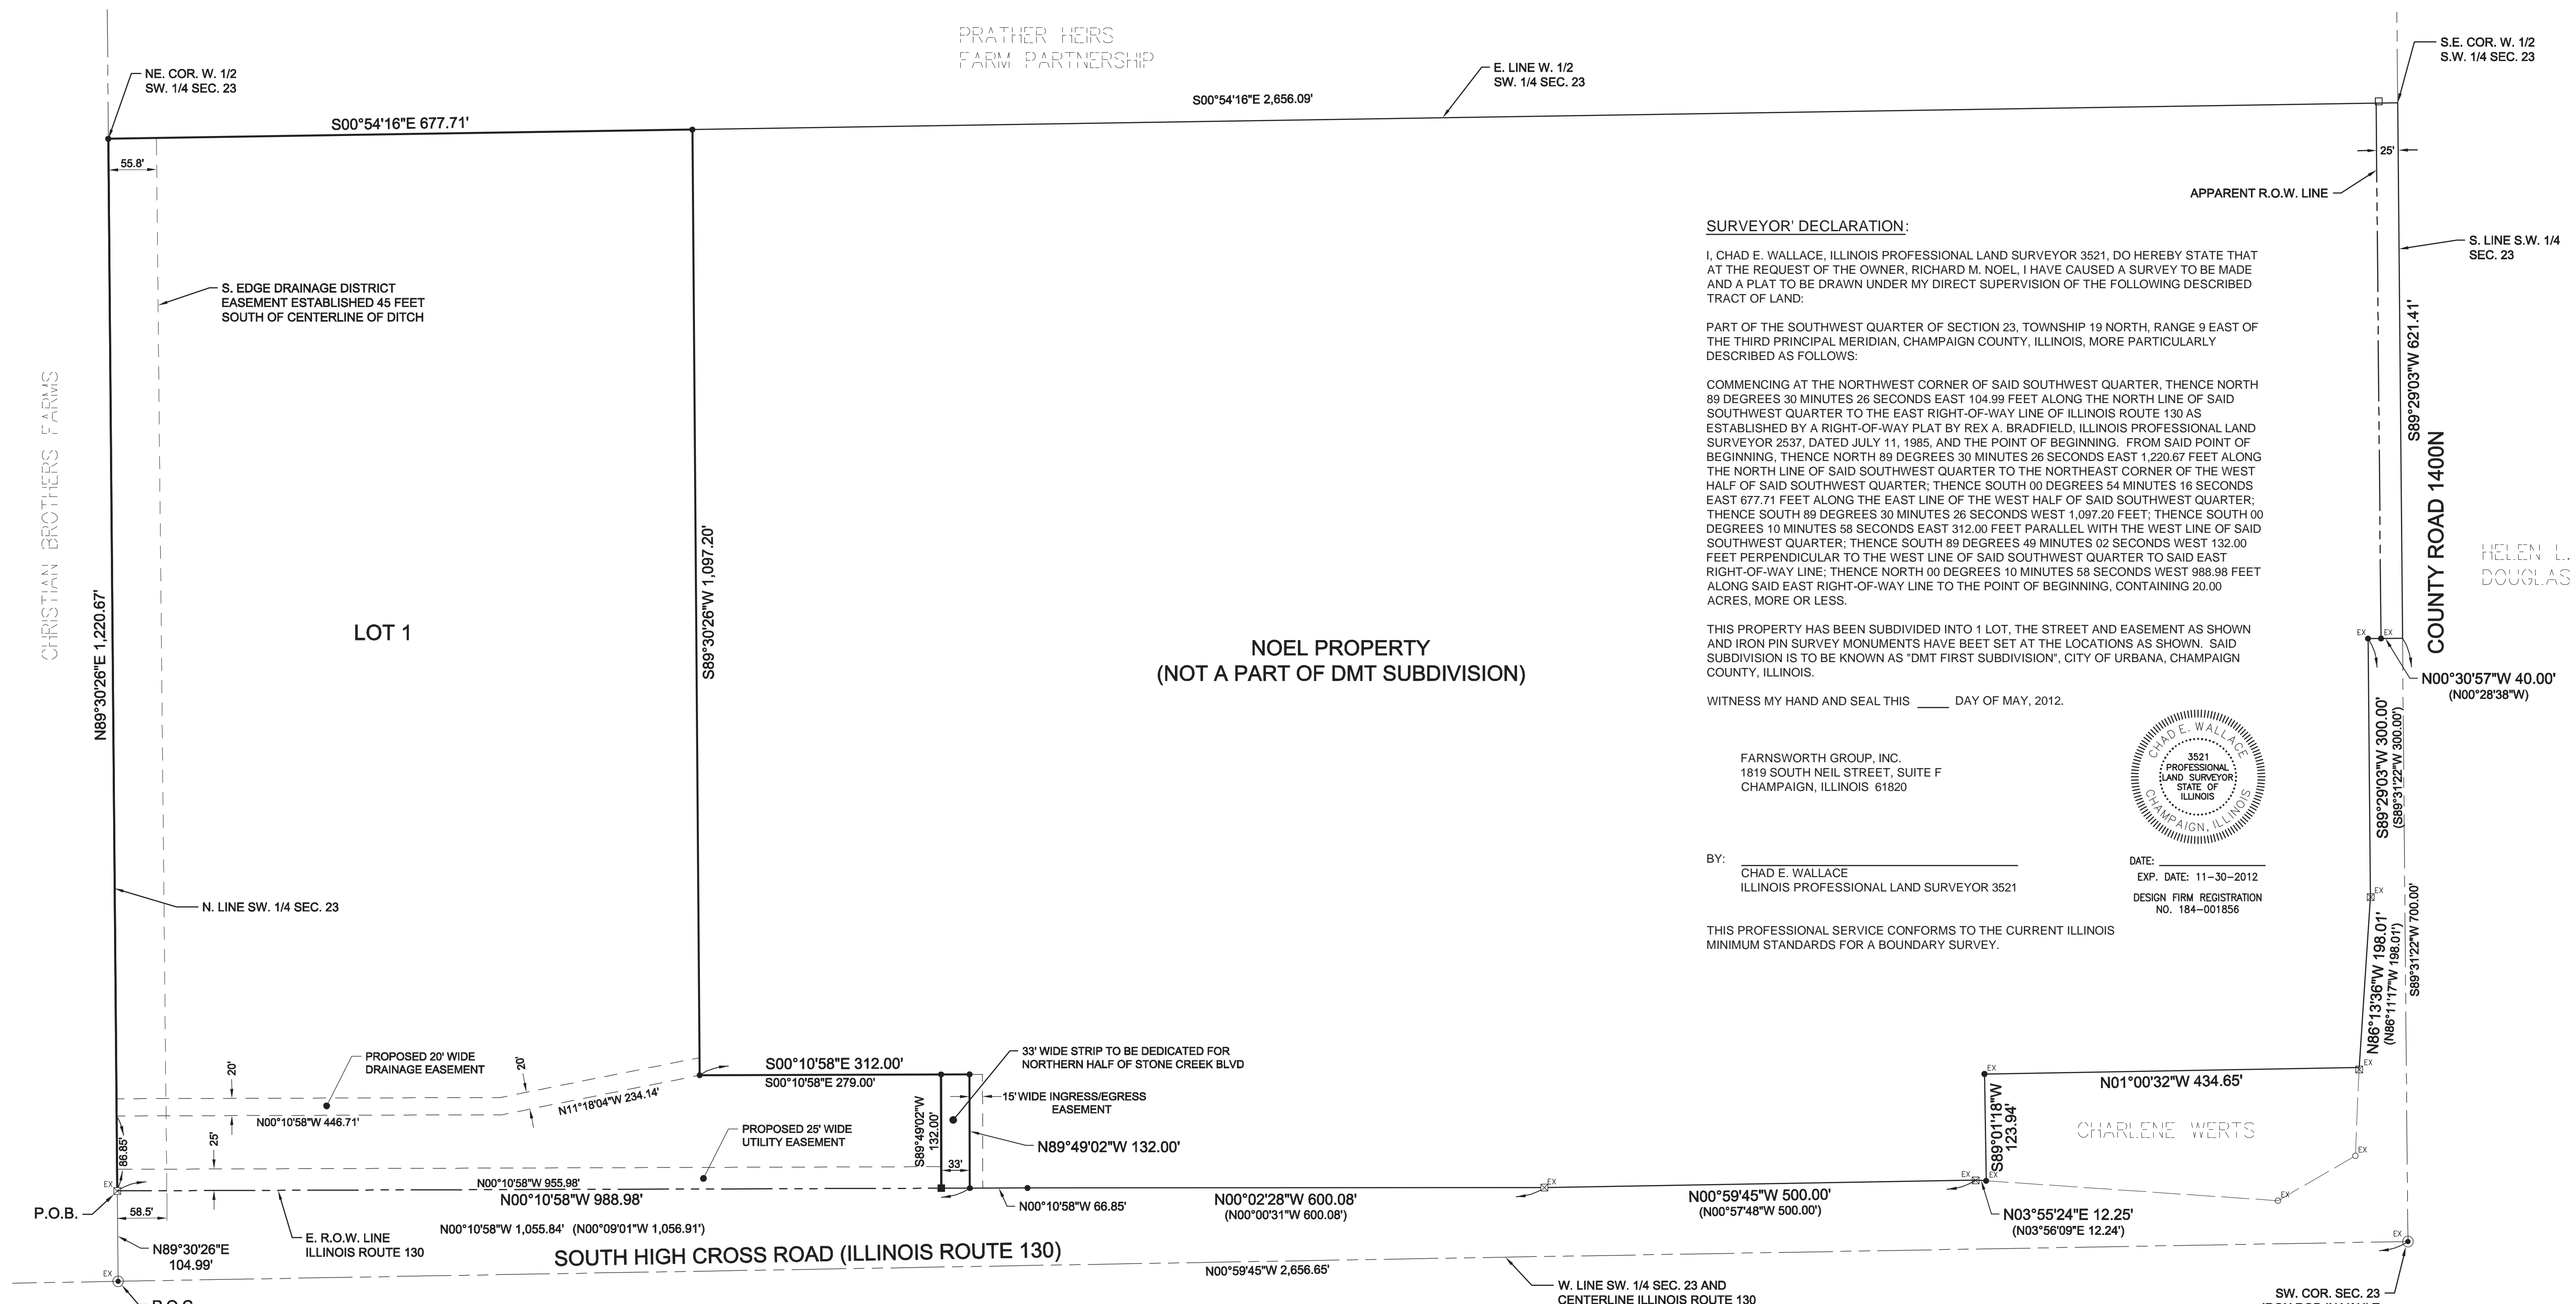 PRATHER HEIRS
FARM PARTNERSHIP
NE. COR. W. 1/2
SW. 1/4 SEC. 23
S00°54'16"E 677.71'
S00°54'16"E 2,656.09'
E. LINE W. 1/2
SW. 1/4 SEC. 23
S.E. COR. W. 1/2
S.W. 1/4 SEC. 23
55.8'
25'
APPARENT R.O.W. LINE
S. LINE S.W. 1/4
SEC. 23
S. EDGE DRAINAGE DISTRICT
EASEMENT ESTABLISHED 45 FEET
SOUTH OF CENTERLINE OF DITCH
CHRISTIAN BROTHERS FARMS
N89°30'26"E 1,220.67'
LOT 1
S89°30'26"W 1,097.20'
NOEL PROPERTY
(NOT A PART OF DMT SUBDIVISION)
SURVEYOR' DECLARATION:
I, CHAD E. WALLACE, ILLINOIS PROFESSIONAL LAND SURVEYOR 3521, DO HEREBY STATE THAT
AT THE REQUEST OF THE OWNER, RICHARD M. NOEL, I HAVE CAUSED A SURVEY TO BE MADE
AND A PLAT TO BE DRAWN UNDER MY DIRECT SUPERVISION OF THE FOLLOWING DESCRIBED
TRACT OF LAND:
PART OF THE SOUTHWEST QUARTER OF SECTION 23, TOWNSHIP 19 NORTH, RANGE 9 EAST OF
THE THIRD PRINCIPAL MERIDIAN, CHAMPAIGN COUNTY, ILLINOIS, MORE PARTICULARLY
DESCRIBED AS FOLLOWS:
COMMENCING AT THE NORTHWEST CORNER OF SAID SOUTHWEST QUARTER, THENCE NORTH
89 DEGREES 30 MINUTES 26 SECONDS EAST 104.99 FEET ALONG THE NORTH LINE OF SAID
SOUTHWEST QUARTER TO THE EAST RIGHT-OF-WAY LINE OF ILLINOIS ROUTE 130 AS
ESTABLISHED BY A RIGHT-OF-WAY PLAT BY REX A. BRADFIELD, ILLINOIS PROFESSIONAL LAND
SURVEYOR 2537, DATED JULY 11, 1985, AND THE POINT OF BEGINNING. FROM SAID POINT OF
BEGINNING, THENCE NORTH 89 DEGREES 30 MINUTES 26 SECONDS EAST 1,220.67 FEET ALONG
THE NORTH LINE OF SAID SOUTHWEST QUARTER TO THE NORTHEAST CORNER OF THE WEST
HALF OF SAID SOUTHWEST QUARTER; THENCE SOUTH 00 DEGREES 54 MINUTES 16 SECONDS
EAST 677.71 FEET ALONG THE EAST LINE OF THE WEST HALF OF SAID SOUTHWEST QUARTER;
THENCE SOUTH 89 DEGREES 30 MINUTES 26 SECONDS WEST 1,097.20 FEET; THENCE SOUTH 00
DEGREES 10 MINUTES 58 SECONDS EAST 312.00 FEET PARALLEL WITH THE WEST LINE OF SAID
SOUTHWEST QUARTER; THENCE SOUTH 89 DEGREES 49 MINUTES 02 SECONDS WEST 132.00
FEET PERPENDICULAR TO THE WEST LINE OF SAID SOUTHWEST QUARTER TO SAID EAST
RIGHT-OF-WAY LINE; THENCE NORTH 00 DEGREES 10 MINUTES 58 SECONDS WEST 988.98 FEET
ALONG SAID EAST RIGHT-OF-WAY LINE TO THE POINT OF BEGINNING, CONTAINING 20.00
ACRES, MORE OR LESS.
THIS PROPERTY HAS BEEN SUBDIVIDED INTO 1 LOT, THE STREET AND EASEMENT AS SHOWN
AND IRON PIN SURVEY MONUMENTS HAVE BEET SET AT THE LOCATIONS AS SHOWN. SAID
SUBDIVISION IS TO BE KNOWN AS "DMT FIRST SUBDIVISION", CITY OF URBANA, CHAMPAIGN
COUNTY, ILLINOIS.
WITNESS MY HAND AND SEAL THIS ____ DAY OF MAY, 2012.
FARNSWORTH GROUP, INC.
1819 SOUTH NEIL STREET, SUITE F
CHAMPAIGN, ILLINOIS 61820
BY:
CHAD E. WALLACE
ILLINOIS PROFESSIONAL LAND SURVEYOR 3521
THIS PROFESSIONAL SERVICE CONFORMS TO THE CURRENT ILLINOIS
MINIMUM STANDARDS FOR A BOUNDARY SURVEY.
CHAD E. WALLACE
3521
PROFESSIONAL
LAND SURVEYOR
STATE OF
ILLINOIS
CHAMPAIGN, ILLINOIS
DATE:
EXP. DATE: 11-30-2012
DESIGN FIRM REGISTRATION
NO. 184-001856
S89°29'03"W 621.41'
COUNTY ROAD 1400N
HELEN L.
DOUGLAS
EX
EX
N00°30'57"W 40.00'
(N00°28'38"W)
S89°29'03"W 300.00'
(S89°31'22"W 300.00')
EX
N86°13'36"W 198.01'
(N86°11'17"W 198.01')
S89°31'22"W 700.00'
N. LINE SW. 1/4 SEC. 23
PROPOSED 20' WIDE
DRAINAGE EASEMENT
20'
20'
N00°10'58"W 446.71'
N11°18'04"W 234.14'
86.85'
25'
S00°10'58"E 312.00'
S00°10'58"E 279.00'
33' WIDE STRIP TO BE DEDICATED FOR
NORTHERN HALF OF STONE CREEK BLVD
15' WIDE INGRESS/EGRESS
EASEMENT
S89°49'02"W
132.00'
N89°49'02"W 132.00'
33'
PROPOSED 25' WIDE
UTILITY EASEMENT
EX
N01°00'32"W 434.65'
EX
S89°01'18"W
123.94'
CHARLENE WERTS
EX
EX
EX
P.O.B.
58.5'
N00°10'58"W 955.98'
N00°10'58"W 988.98'
N00°10'58"W 66.85'
EX
N00°02'28"W 600.08'
(N00°00'31"W 600.08')
N00°59'45"W 500.00'
(N00°57'48"W 500.00')
EX
EX
N03°55'24"E 12.25'
(N03°56'09"E 12.24')
N00°10'58"W 1,055.84' (N00°09'01"W 1,056.91')
E. R.O.W. LINE
ILLINOIS ROUTE 130
N89°30'26"E
104.99'
SOUTH HIGH CROSS ROAD (ILLINOIS ROUTE 130)
N00°59'45"W 2,656.65'
EX
EX
W. LINE SW. 1/4 SEC. 23 AND
CENTERLINE ILLINOIS ROUTE 130
SW. COR. SEC. 23